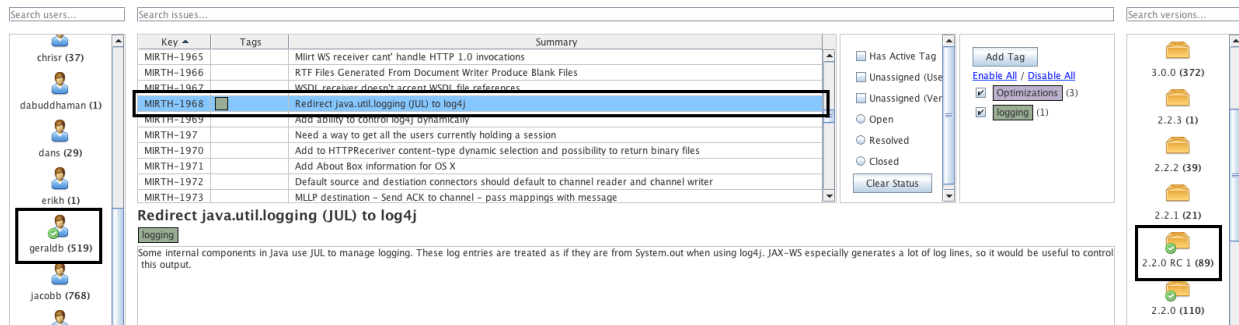 Search users...
Search issues...
Search versions...
chrisr (37)
dabuddhaman (1)
dans (29)
erikh (1)
geraldb (519)
jacobb (768)
Key Tags Summary
MIRTH-1965 MIirt WS receiver cant' handle HTTP 1.0 invocations
MIRTH-1966 RTF Files Generated From Document Writer Produce Blank Files
MIRTH-1967 WSDL receiver doesn't accept WSDL file references
MIRTH-1968 Redirect java.util.logging (JUL) to log4j
MIRTH-1969 Add ability to control log4j dynamically
MIRTH-197 Need a way to get all the users currently holding a session
MIRTH-1970 Add to HTTPReceriver content-type dynamic selection and possibility to return binary files
MIRTH-1971 Add About Box information for OS X
MIRTH-1972 Default source and destiation connectors should default to channel reader and channel writer
MIRTH-1973 MLLP destination - Send ACK to channel - pass mappings with message
Redirect java.util.logging (JUL) to log4j
logging
Some internal components in Java use JUL to manage logging. These log entries are treated as if they are from System.out when using log4j. JAX-WS especially generates a lot of log lines, so it would be useful to control
this output.
Has Active Tag
Unassigned (Use
Unassigned (Ver
Open
Resolved
Closed
Clear Status
Add Tag
Enable All / Disable All
Optimizations (3)
logging (1)
3.0.0 (372)
2.2.3 (1)
2.2.2 (39)
2.2.1 (21)
2.2.0 RC 1 (89)
2.2.0 (110)